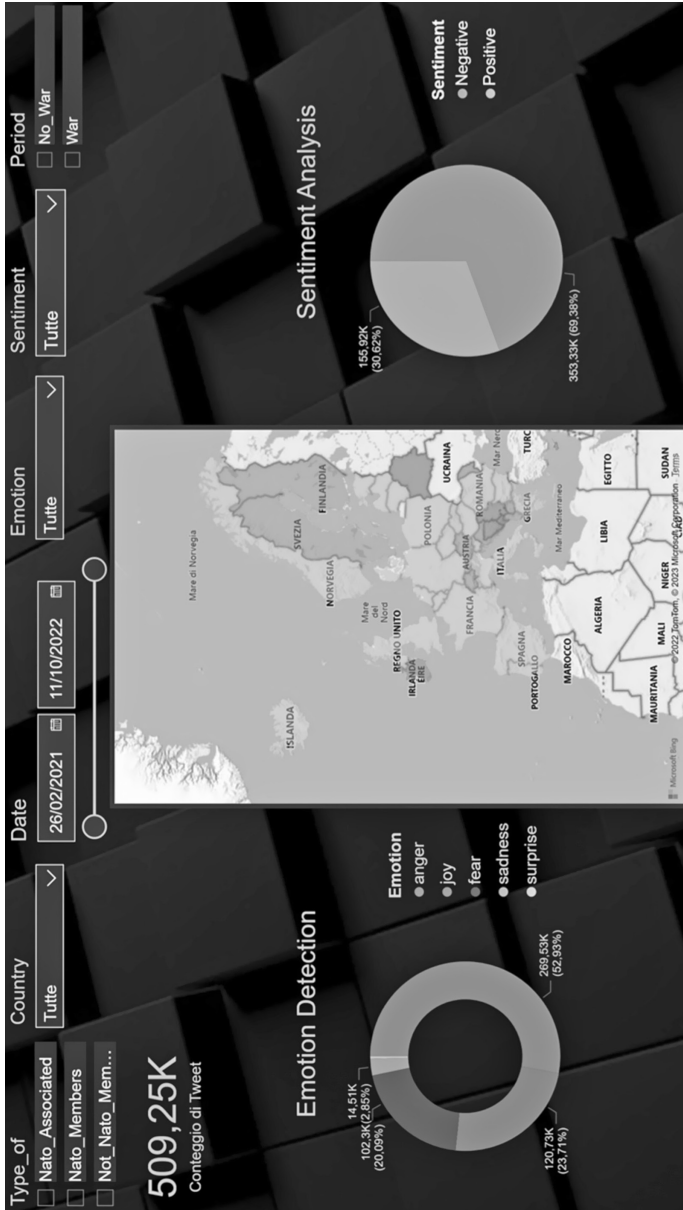 Type_of
Nato_Associated
Nato_Members
Not_Nato_Mem...
Country
Tutte
Date
26/02/2021
11/10/2022
Emotion
Tutte
Sentiment
Tutte
Period
No_War
War
509,25K
Conteggio di Tweet
Emotion Detection
14,51K
(2,85%)
102,3K
(20,09%)
120,73K
(23,71%)
269,53K
(52,93%)
Emotion
anger
joy
fear
sadness
surprise
Mare di Norvegia
ISLANDA
SVEZIA
FINLANDIA
NORVEGIA
Mare
del
Nord
REGNO UNITO
IRLANDA
ÉIRE
POLONIA
UCRAINA
FRANCIA
AUSTRIA
ROMANIA
Mar Nero
ITALIA
SPAGNA
PORTOGALLO
GRECIA
TURC
Mar Mediterraneo
MAROCCO
ALGERIA
LIBIA
EGITTO
MAURITANIA
MALI
NIGER
CIAD
SUDAN
Microsoft Bing
© 2022 TomTom, © 2023 Microsoft Corporation Terms
Sentiment Analysis
155,92K
(30,62%)
353,33K (69,38%)
Sentiment
Negative
Positive